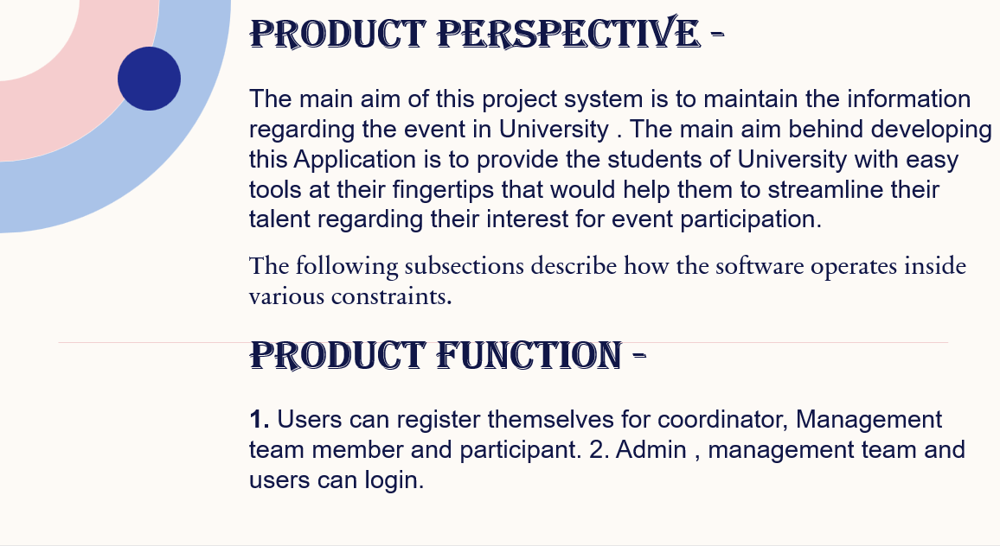 PRODUCT PERSPECTIVE -
The main aim of this project system is to maintain the information
regarding the event in University . The main aim behind developing
this Application is to provide the students of University with easy
tools at their fingertips that would help them to streamline their
talent regarding their interest for event participation.
The following subsections describe how the software operates inside
various constraints.
PRODUCT FUNCTION -
1. Users can register themselves for coordinator, Management
team member and participant. 2. Admin , management team and
users can login.